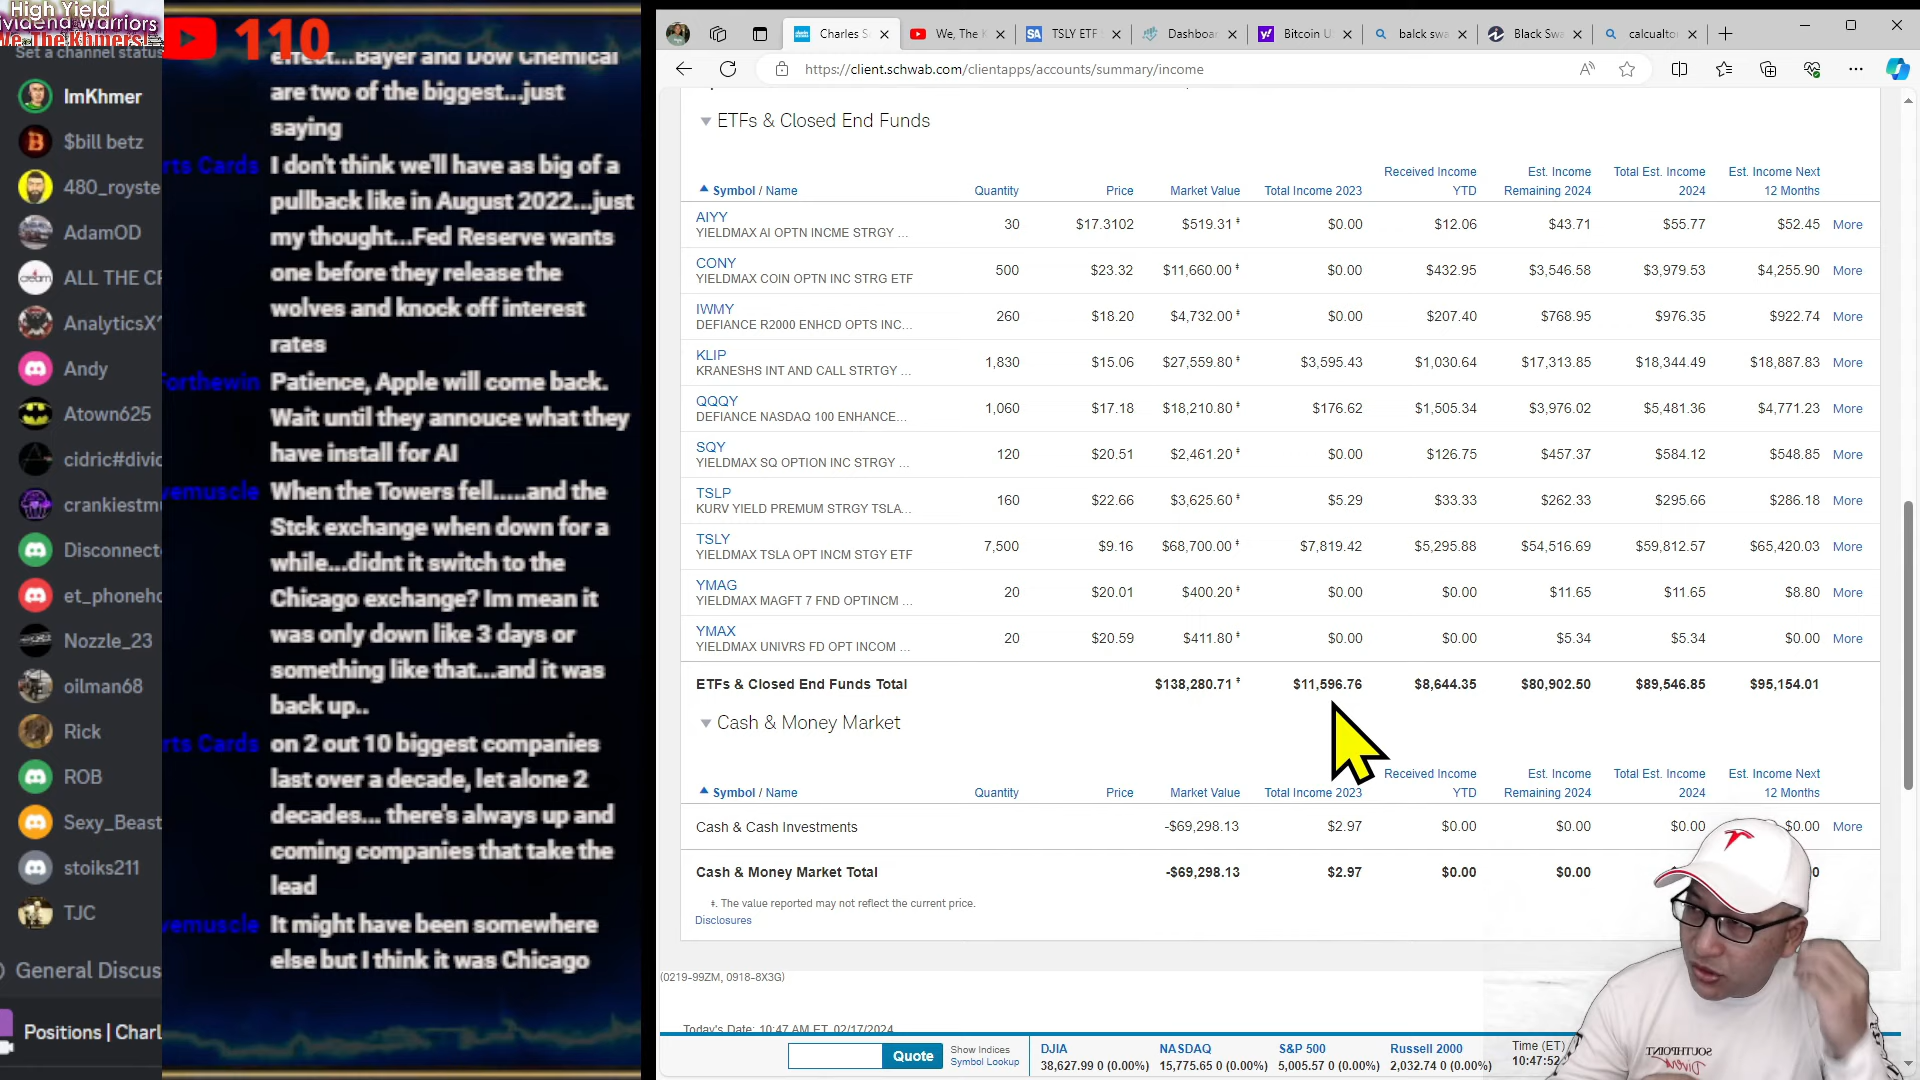 High Yield
Dividend Warriors
We TheKhmers!
Set a channel status
ImKhmer
$bill betz
480_royste
AdamOD
ALL THE CR
AnalyticsX
Andy
Atown625
cidric#divic
crankiestmu
Disconnect
et_phoneho
Nozzle_23
oilman68
Rick
ROB
Sexy_Beast
stoiks211
TJC
General Discus
Positions | Charl
110
effect...Bayer and Dow Chemical
are two of the biggest...just
saying
rts Cards I don't think we'll have as big of a
pullback like in August 2022...just
my thought...Fed Reserve wants
one before they release the
wolves and knock off interest
rates
Forthewin Patience, Apple will come back.
Wait until they annouce what they
have install for AI
vemuscle When the Towers fell.....and the
Stck exchange when down for a
while...didnt it switch to the
Chicago exchange? Im mean it
was only down like 3 days or
something like that...and it was
back up..
rts Cards on 2 out 10 biggest companies
last over a decade, let alone 2
decades... there's always up and
coming companies that take the
lead
vemuscle It might have been somewhere
else but I think it was Chicago
Charles S
We, The K
SA TSLY ETF
Dashboa
Bitcoin U
balck swa
Black Swa
calcualto
https://client.schwab.com/clientapps/accounts/summary/income
ETFs & Closed End Funds
Symbol / Name Quantity Price Market Value Total Income 2023 Received Income YTD Est. Income Remaining 2024 Total Est. Income 2024 Est. Income Next 12 Months
AIYY 30 $17.3102 $519.31 ‡ $0.00 $12.06 $43.71 $55.77 $52.45 More
YIELDMAX AI OPTN INCME STRGY ...
CONY 500 $23.32 $11,660.00 ‡ $0.00 $432.95 $3,546.58 $3,979.53 $4,255.90 More
YIELDMAX COIN OPTN INC STRG ETF
IWMY 260 $18.20 $4,732.00 ‡ $0.00 $207.40 $768.95 $976.35 $922.74 More
DEFIANCE R2000 ENHCD OPTS INC...
KLIP 1,830 $15.06 $27,559.80 ‡ $3,595.43 $1,030.64 $17,313.85 $18,344.49 $18,887.83 More
KRANESHS INT AND CALL STRTGY ...
QQQY 1,060 $17.18 $18,210.80 ‡ $176.62 $1,505.34 $3,976.02 $5,481.36 $4,771.23 More
DEFIANCE NASDAQ 100 ENHANCE...
SQY 120 $20.51 $2,461.20 ‡ $0.00 $126.75 $457.37 $584.12 $548.85 More
YIELDMAX SQ OPTION INC STRGY ...
TSLP 160 $22.66 $3,625.60 ‡ $5.29 $33.33 $262.33 $295.66 $286.18 More
KURV YIELD PREMUM STRGY TSLA...
TSLY 7,500 $9.16 $68,700.00 ‡ $7,819.42 $5,295.88 $54,516.69 $59,812.57 $65,420.03 More
YIELDMAX TSLA OPT INCM STGY ETF
YMAG 20 $20.01 $400.20 ‡ $0.00 $0.00 $11.65 $11.65 $8.80 More
YIELDMAX MAGFT 7 FND OPTINCM ...
YMAX 20 $20.59 $411.80 ‡ $0.00 $0.00 $5.34 $5.34 $0.00 More
YIELDMAX UNIVRS FD OPT INCOM ...
ETFs & Closed End Funds Total $138,280.71 ‡ $11,596.76 $8,644.35 $80,902.50 $89,546.85 $95,154.01
Cash & Money Market
Symbol / Name Quantity Price Market Value Total Income 2023 Received Income YTD Est. Income Remaining 2024 Total Est. Income 2024 Est. Income Next 12 Months
Cash & Cash Investments -$69,298.13 $2.97 $0.00 $0.00 $0.00 $0.00 More
Cash & Money Market Total -$69,298.13 $2.97 $0.00 $0.00
‡. The value reported may not reflect the current price.
Disclosures
(0219-99ZM, 0918-8X3G)
Today's Date: 10:47 AM ET, 02/17/2024
Quote
Show Indices
Symbol Lookup
DJIA
38,627.99 0 (0.00%)
NASDAQ
15,775.65 0 (0.00%)
S&P 500
5,005.57 0 (0.00%)
Russell 2000
2,032.74 0 (0.00%)
Time (ET)
10:47:52
SOUTHPOINT